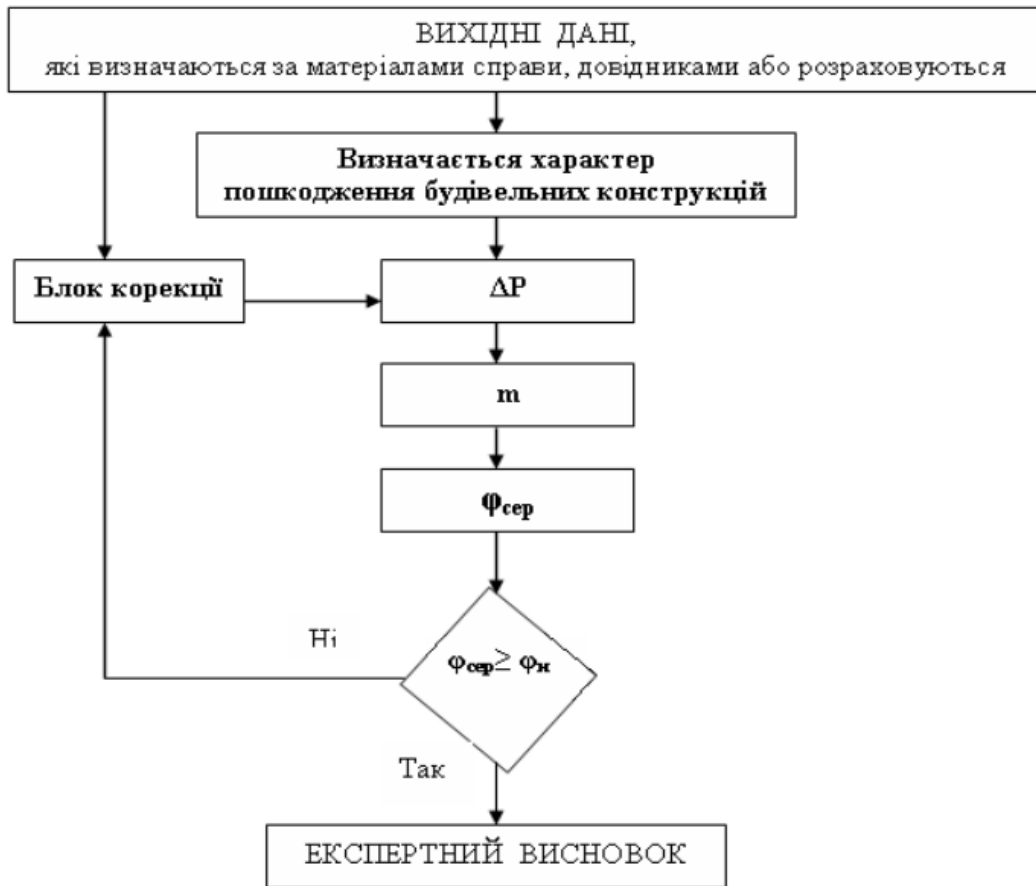 ВИХІДНІ ДАНІ,
які визначаються за матеріалами справи, довідниками або розраховуються
Визначається характер
пошкодження будівельних конструкцій
Блок корекції
ΔР
m
φсер
Ні
φсер≥ φн
Так
ЕКСПЕРТНИЙ ВИСНОВОК